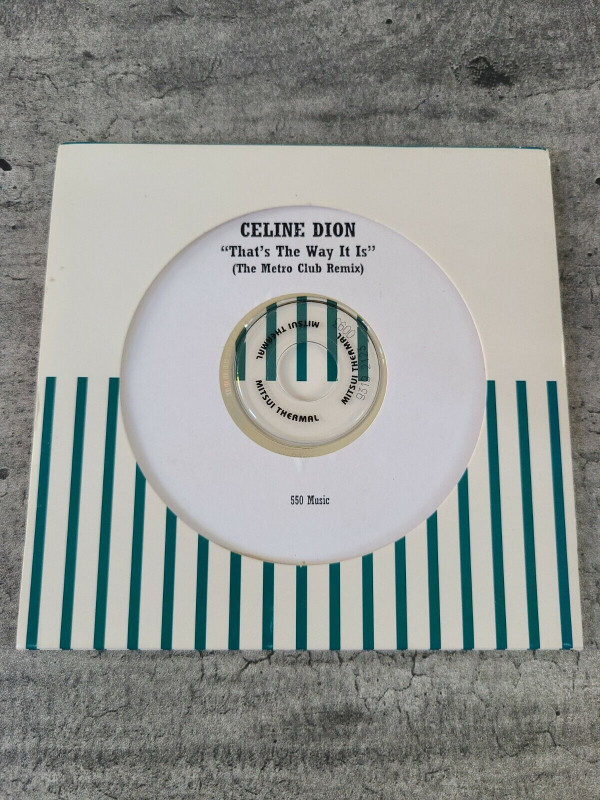 CELINE DION
“That's The Way It Is”
(The Metro Club Remix)
MITSUI THERMAL
MITSUI THERMAL
MITSUI THERMAL
550 Music